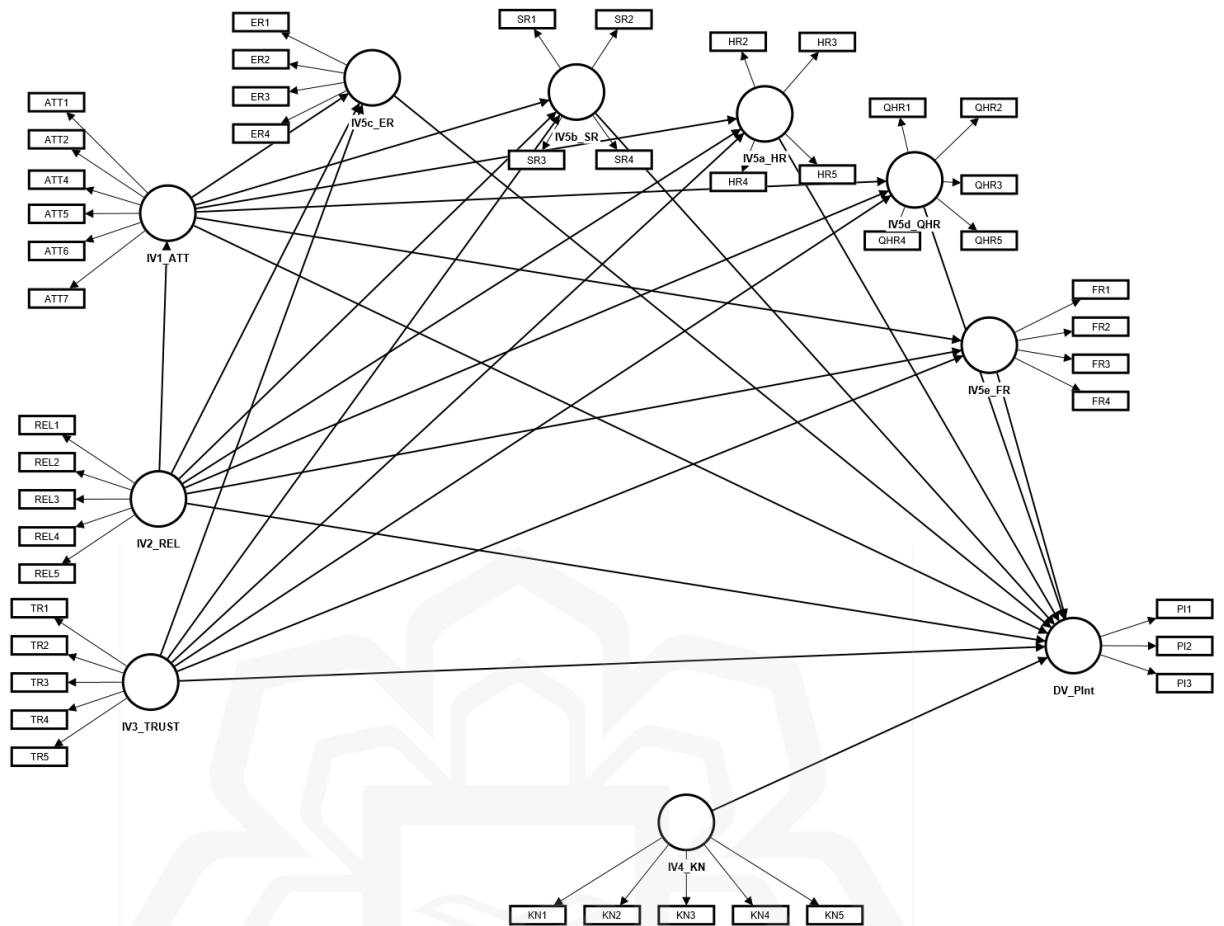 ER1
ER2
ER3
ER4
IV5c_ER
SR1
SR2
SR3
SR4
IV5b_SR
HR2
HR3
HR4
HR5
IV5a_HR
QHR1
QHR2
QHR3
QHR4
QHR5
IV5d_QHR
ATT1
ATT2
ATT4
ATT5
ATT6
ATT7
IV1_ATT
FR1
FR2
FR3
FR4
IV5e_FR
REL1
REL2
REL3
REL4
REL5
IV2_REL
TR1
TR2
TR3
TR4
TR5
IV3_TRUST
PI1
PI2
PI3
DV_PInt
IV4_KN
KN1
KN2
KN3
KN4
KN5